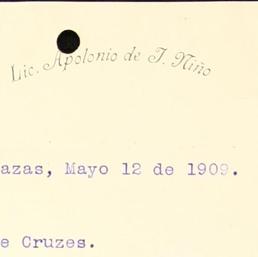 Lic. Apolonio de J. Niño
azas, Mayo 12 de 1909.
e Cruzes.